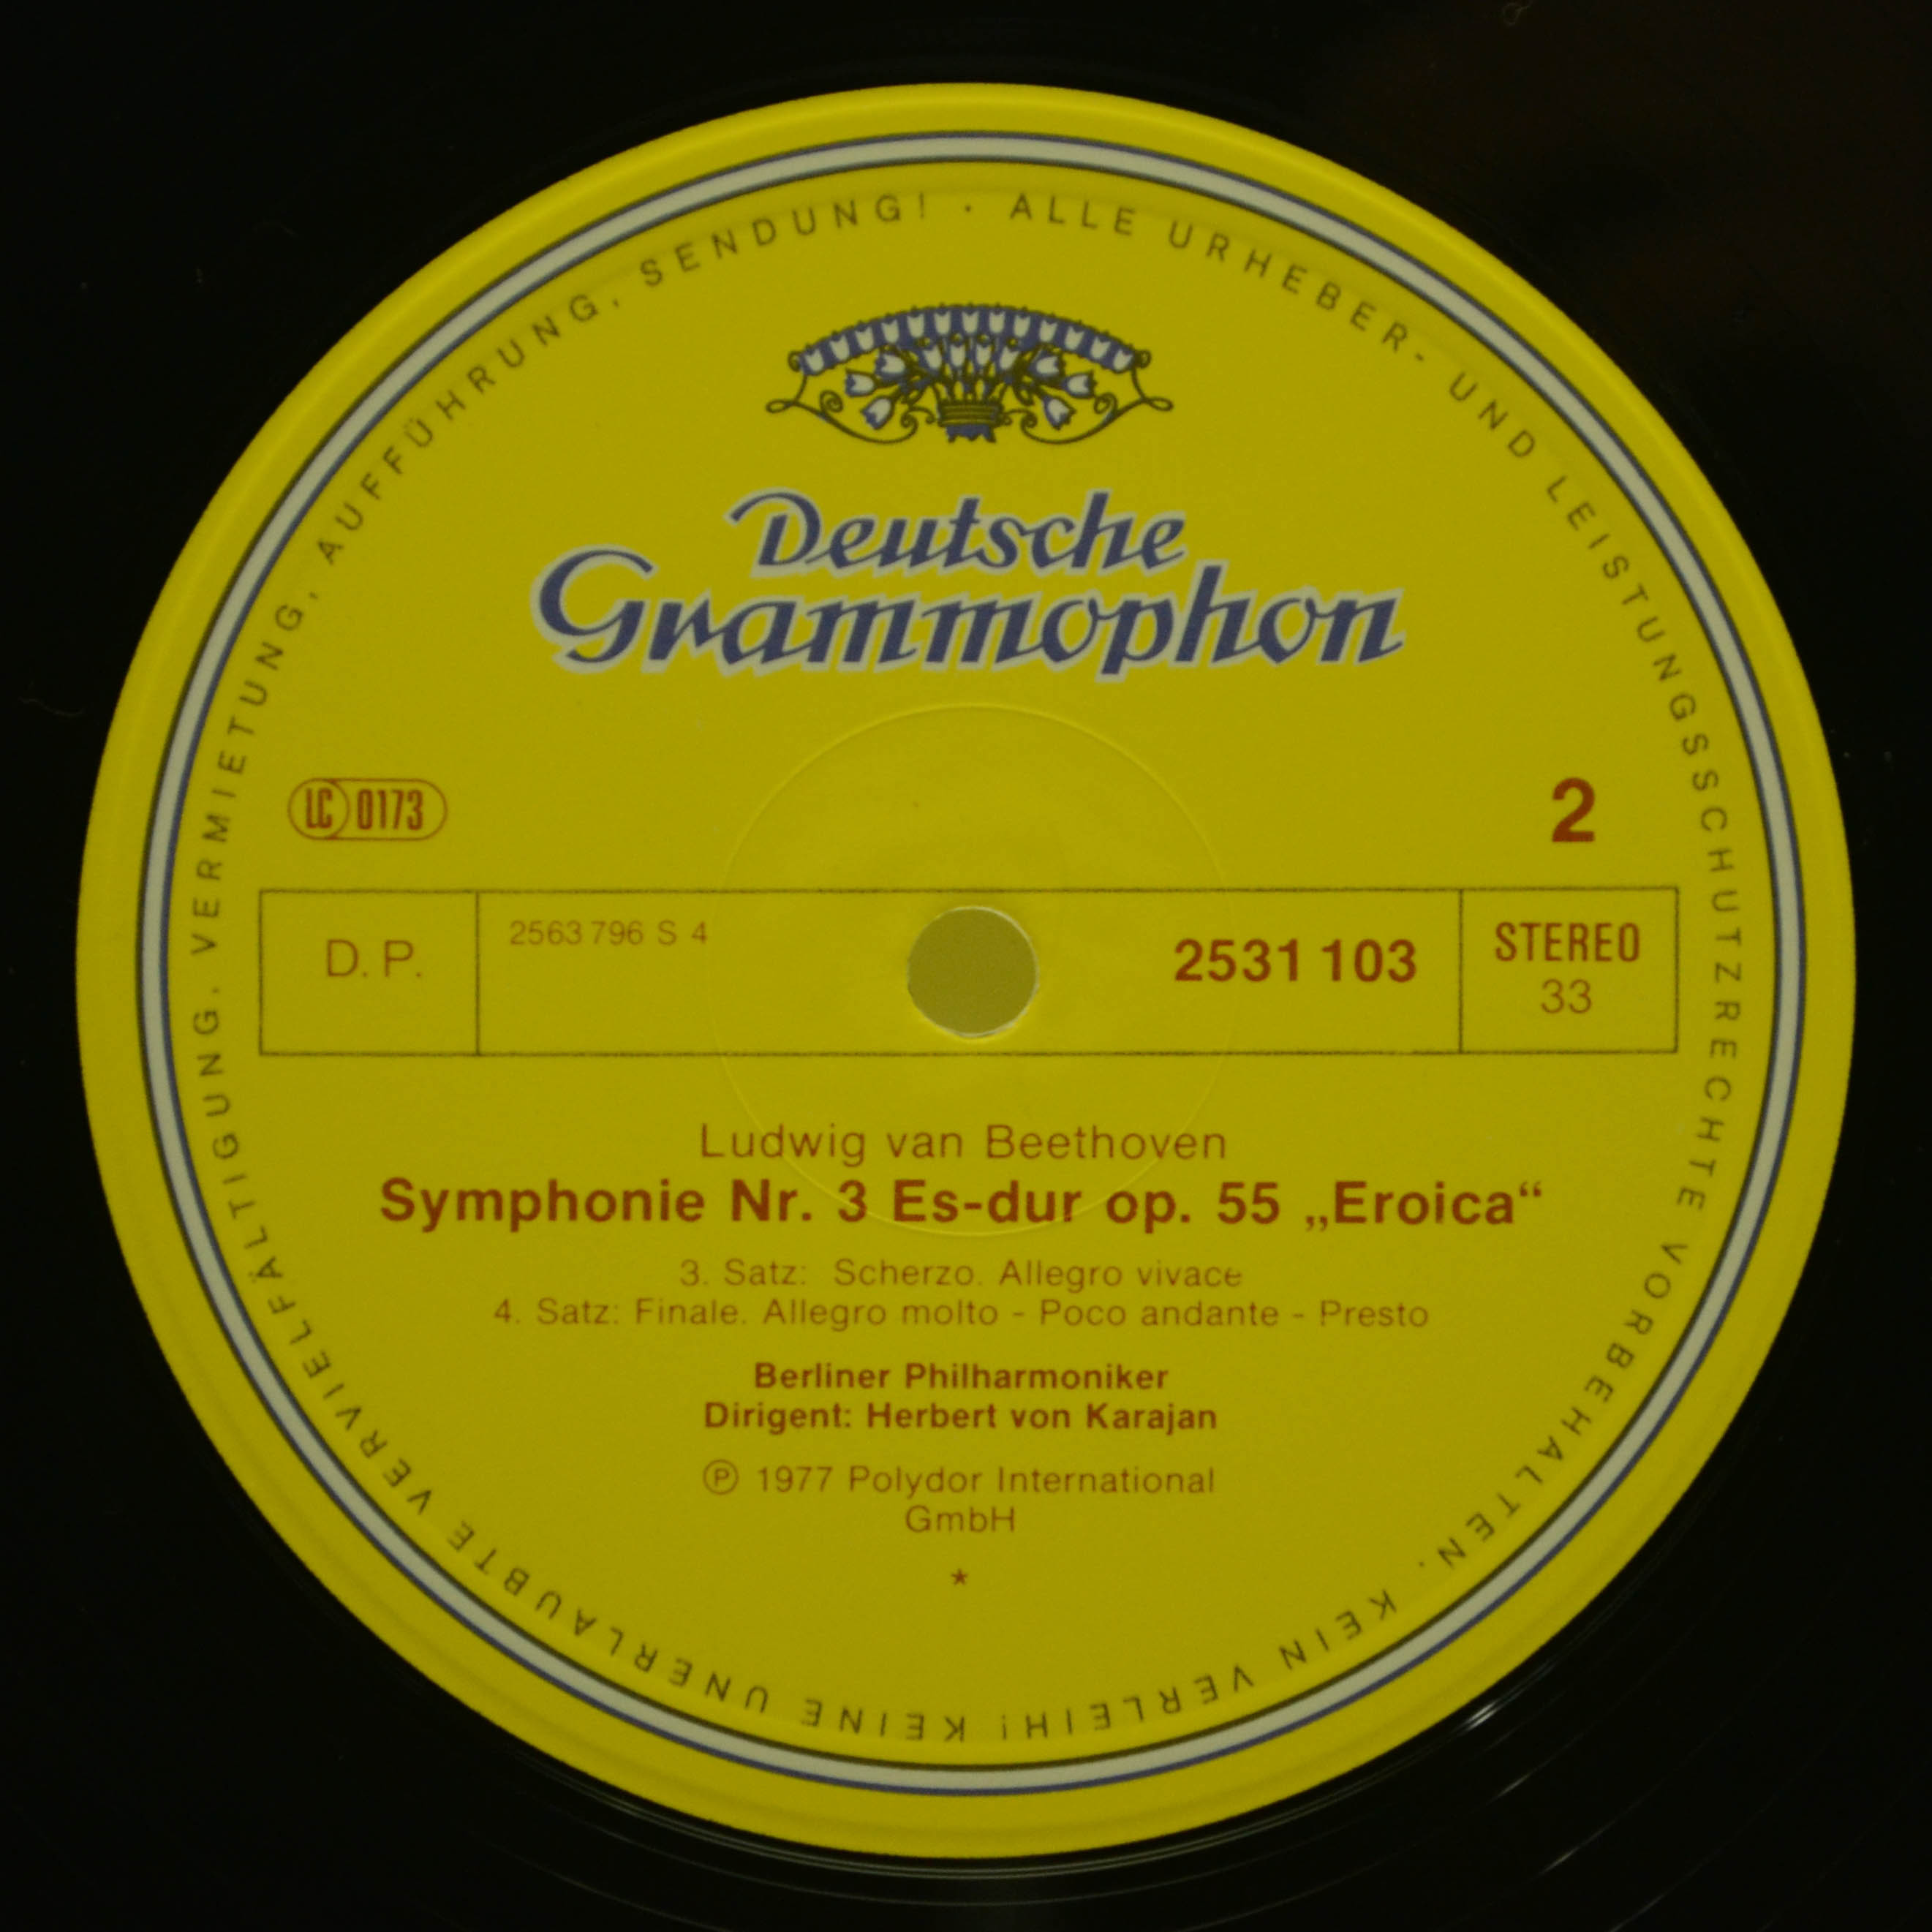 ALLE URHEBER- UND LEISTUNGSSCHUTZRECHTE VORBEHALTEN. KEIN VERLEIH! KEINE UNERLAUBTE VERVIELFÄLTIGUNG, VERMIETUNG, AUFFÜHRUNG, SENDUNG! ·
Deutsche
Grammophon
LC 0173
2
D. P.
2563 796 S 4
2531 103
STEREO
33
Ludwig van Beethoven
Symphonie Nr. 3 Es-dur op. 55 „Eroica“
3. Satz: Scherzo. Allegro vivace
4. Satz: Finale. Allegro molto - Poco andante - Presto
Berliner Philharmoniker
Dirigent: Herbert von Karajan
Ⓟ 1977 Polydor International
GmbH
★